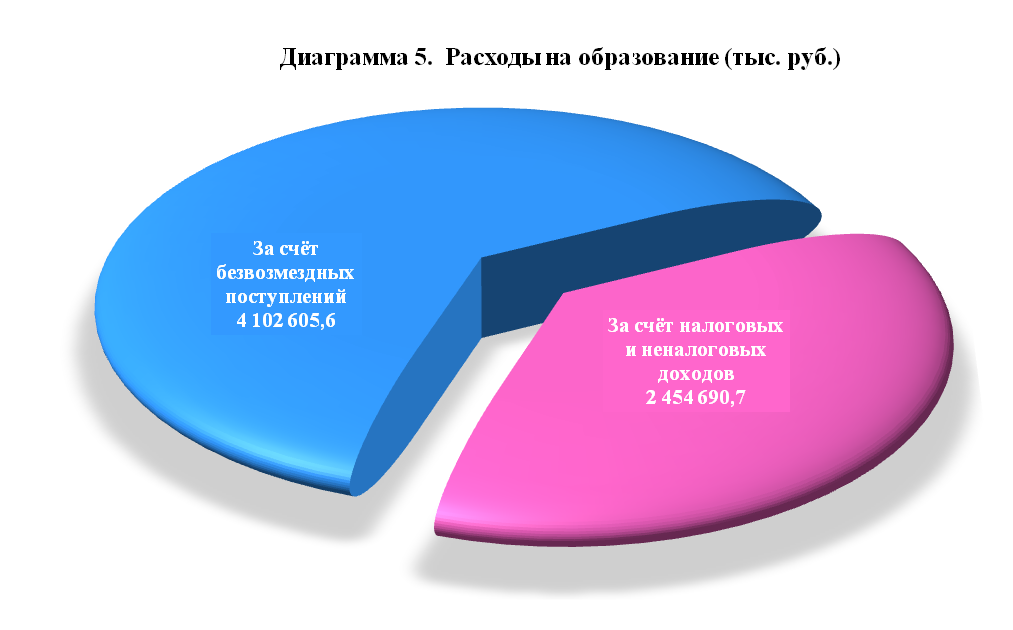 Диаграмма 5. Расходы на образование (тыс. руб.)
За счёт
безвозмездных
поступлений
4 102 605,6
За счёт налоговых
и неналоговых
доходов
2 454 690,7